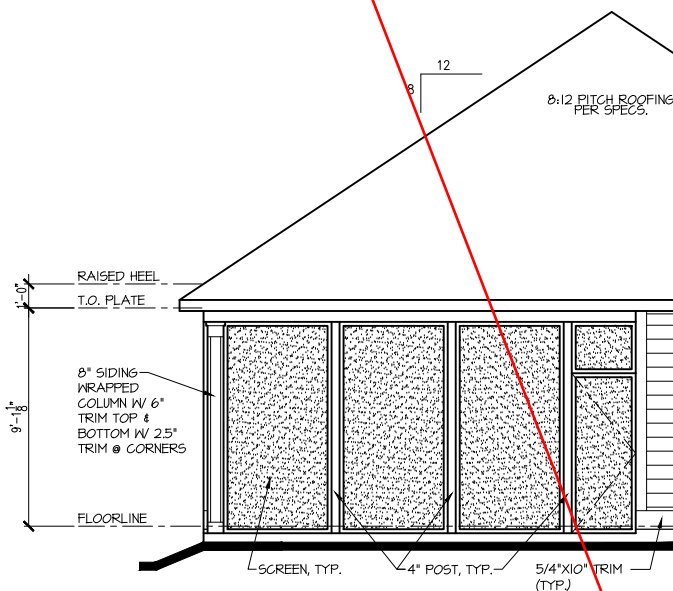 12
8
8:12 PITCH ROOFING
PER SPECS.
RAISED HEEL
1'-0"
T.O. PLATE
8" SIDING
WRAPPED
COLUMN W/ 6"
TRIM TOP &
BOTTOM W/ 2.5"
TRIM @ CORNERS
9'-1 1/8"
FLOORLINE
SCREEN, TYP.
4" POST, TYP.
5/4"X10" TRIM
(TYP.)